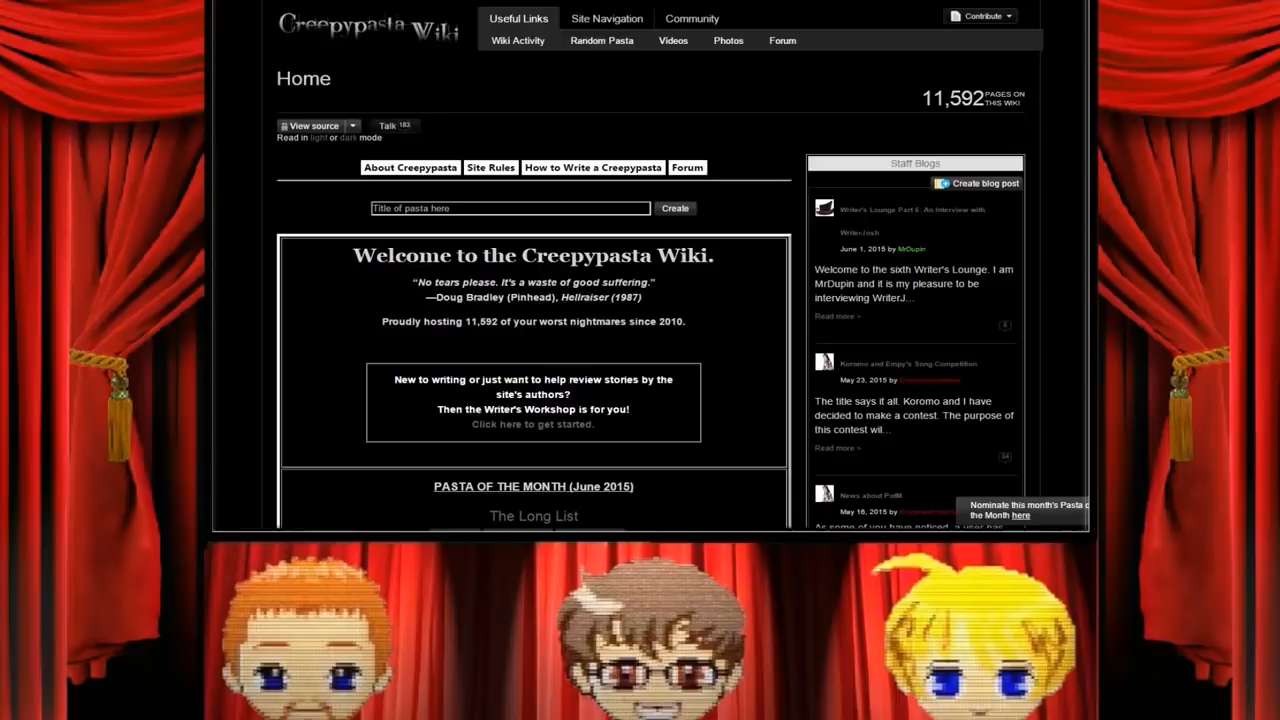 Creepypasta Wiki
Useful Links
Site Navigation
Community
Contribute
Wiki Activity
Random Pasta
Videos
Photos
Forum
Home
11,592 PAGES ON
THIS WIKI
View source
Talk 183
Read in light or dark mode
About Creepypasta
Site Rules
How to Write a Creepypasta
Forum
Title of pasta here
Create
Welcome to the Creepypasta Wiki.
“No tears please. It's a waste of good suffering.”
—Doug Bradley (Pinhead), Hellraiser (1987)
Proudly hosting 11,592 of your worst nightmares since 2010.
New to writing or just want to help review stories by the
site's authors?
Then the Writer's Workshop is for you!
Click here to get started.
PASTA OF THE MONTH (June 2015)
The Long List
Staff Blogs
Create blog post
Writer's Lounge Part 6: An Interview with
WriterJosh
June 1, 2015 by MrDupin
Welcome to the sixth Writer's Lounge. I am
MrDupin and it is my pleasure to be
interviewing WriterJ...
Read more >
Koromo and Empy's Song Competition
May 23, 2015 by
The title says it all. Koromo and I have
decided to make a contest. The purpose of
this contest wil...
Read more >
News about PotM
May 16, 2015 by
As some of you have noticed, a user has
Nominate this month's Pasta o
the Month here